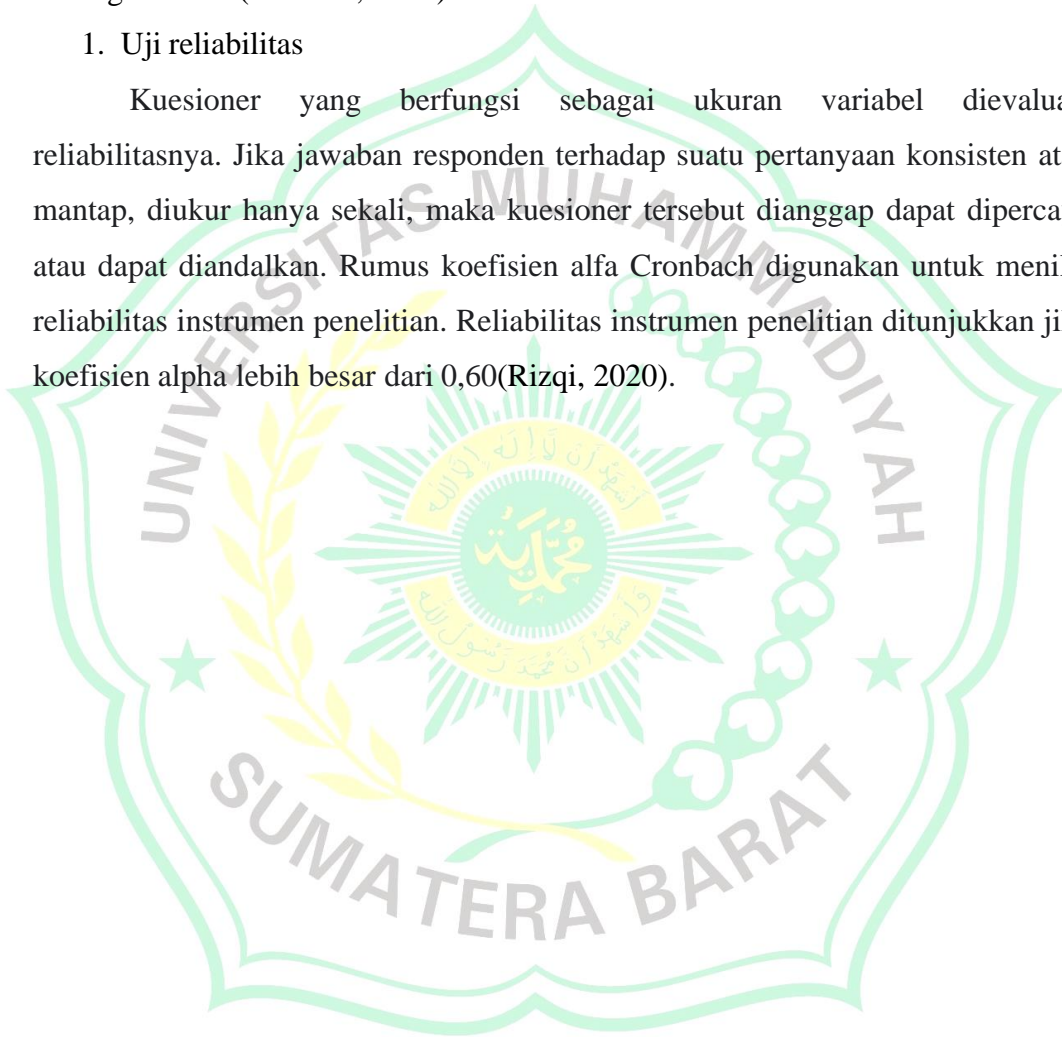 1. Uji reliabilitas
Kuesioner yang berfungsi sebagai ukuran variabel dievalua
reliabilitasnya. Jika jawaban responden terhadap suatu pertanyaan konsisten at
mantap, diukur hanya sekali, maka kuesioner tersebut dianggap dapat diperca
atau dapat diandalkan. Rumus koefisien alfa Cronbach digunakan untuk menil
reliabilitas instrumen penelitian. Reliabilitas instrumen penelitian ditunjukkan ji
koefisien alpha lebih besar dari 0,60(Rizqi, 2020).
UNIVERSITAS MUHAMMADIYAH
SUMATERA BARAT